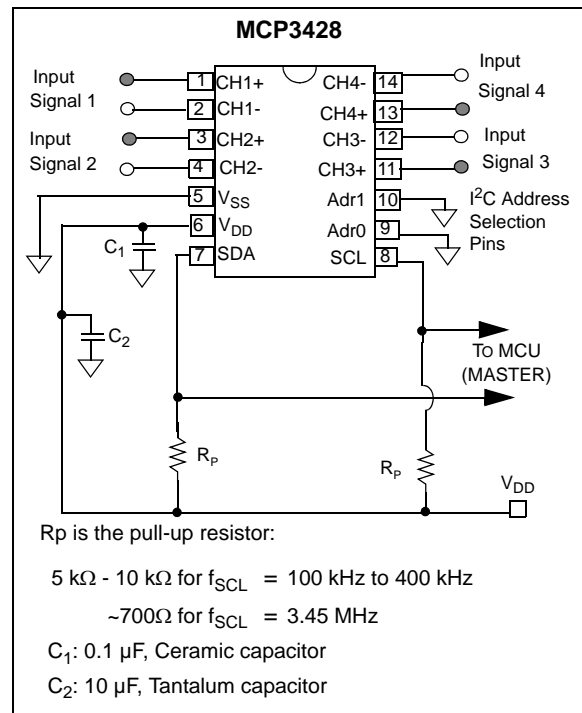 MCP3428
Input Signal 1
Input Signal 2
1 CH1+
2 CH1-
3 CH2+
4 CH2-
5 VSS
6 VDD
7 SDA
CH4- 14
CH4+ 13
CH3- 12
CH3+ 11
Adr1 10
Adr0 9
SCL 8
Input Signal 4
Input Signal 3
I²C Address
Selection
Pins
C1
C2
TO MCU
(MASTER)
RP
RP
VDD
Rp is the pull-up resistor:
5 kΩ - 10 kΩ for fSCL = 100 kHz to 400 kHz
~700Ω for fSCL = 3.45 MHz
C1: 0.1 µF, Ceramic capacitor
C2: 10 µF, Tantalum capacitor